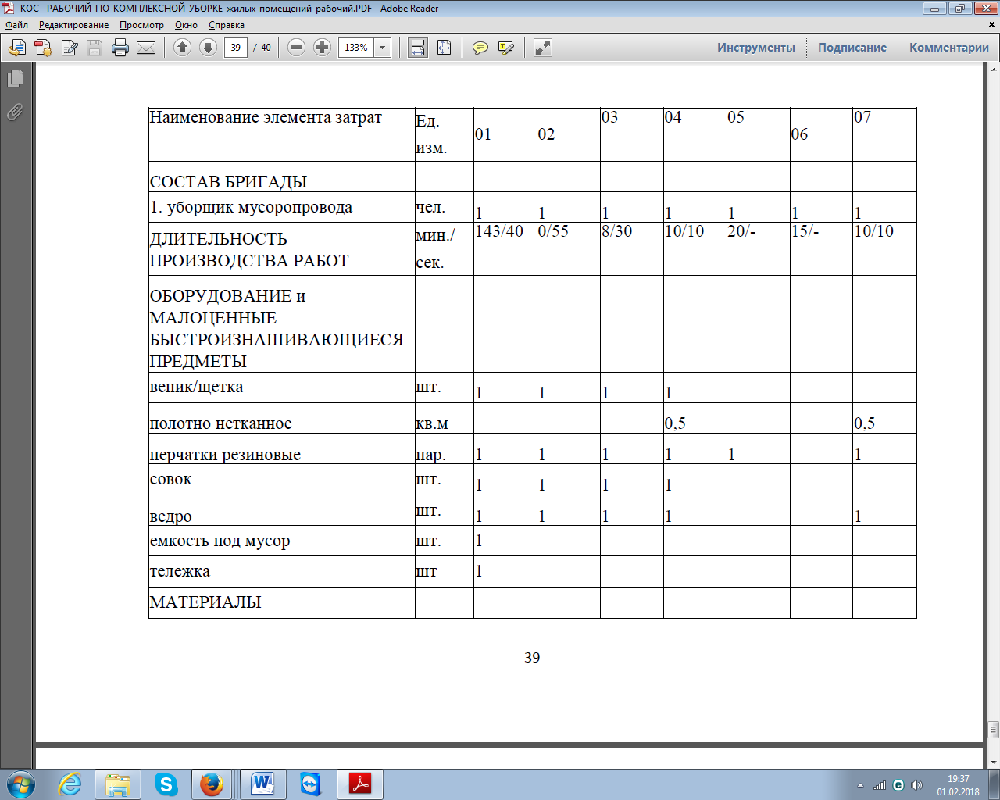 КОС_-РАБОЧИЙ_ПО_КОМПЛЕКСНОЙ_УБОРКЕ_жилых_помещений_рабочий.PDF - Adobe Reader
Файл Редактирование Просмотр Окно Справка
39 / 40 133% Инструменты Подписание Комментарии
Наименование элемента затрат Ед. изм. 01 02 03 04 05 06 07
СОСТАВ БРИГАДЫ
1. уборщик мусоропровода чел. 1 1 1 1 1 1 1
ДЛИТЕЛЬНОСТЬ мин./ 143/40 0/55 8/30 10/10 20/- 15/- 10/10
ПРОИЗВОДСТВА РАБОТ сек.
ОБОРУДОВАНИЕ и
МАЛОЦЕННЫЕ
БЫСТРОИЗНАШИВАЮЩИЕСЯ
ПРЕДМЕТЫ
веник/щетка шт. 1 1 1 1
полотно нетканное кв.м 0,5 0,5
перчатки резиновые пар. 1 1 1 1 1 1
совок шт. 1 1 1 1
ведро шт. 1 1 1 1 1
емкость под мусор шт. 1
тележка шт 1
МАТЕРИАЛЫ
39
19:37
01.02.2018